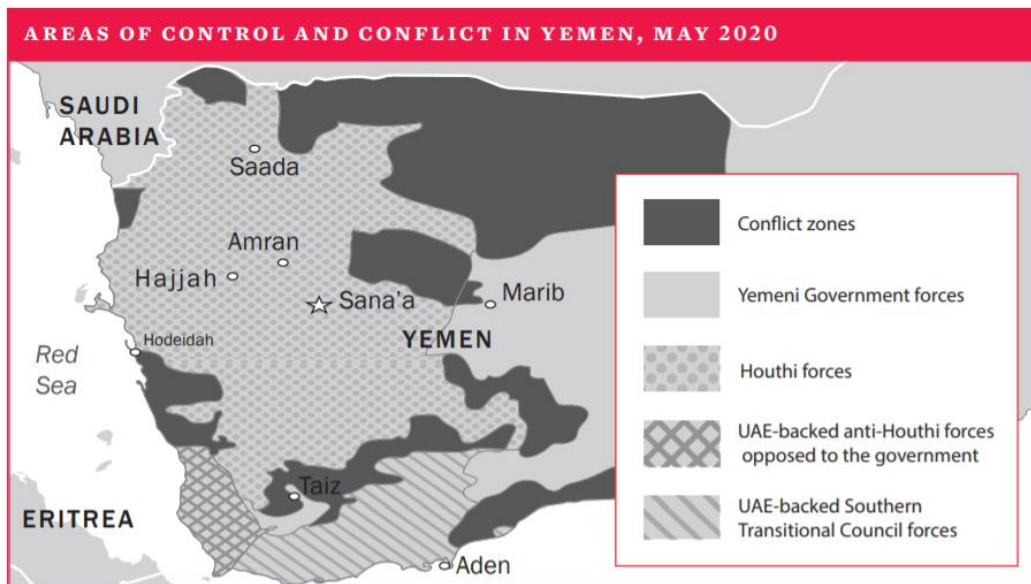 AREAS OF CONTROL AND CONFLICT IN YEMEN, MAY 2020
SAUDI
ARABIA
Saada
Amran
Hajjah
Sana'a
Marib
YEMEN
Hodeidah
Red
Sea
Taiz
ERITREA
Aden
Conflict zones
Yemeni Government forces
Houthi forces
UAE-backed anti-Houthi forces
opposed to the government
UAE-backed Southern
Transitional Council forces